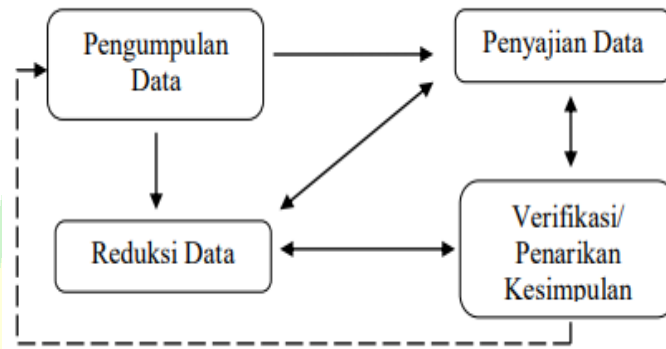 Pengumpulan
Data
Penyajian Data
Reduksi Data
Verifikasi/
Penarikan
Kesimpulan